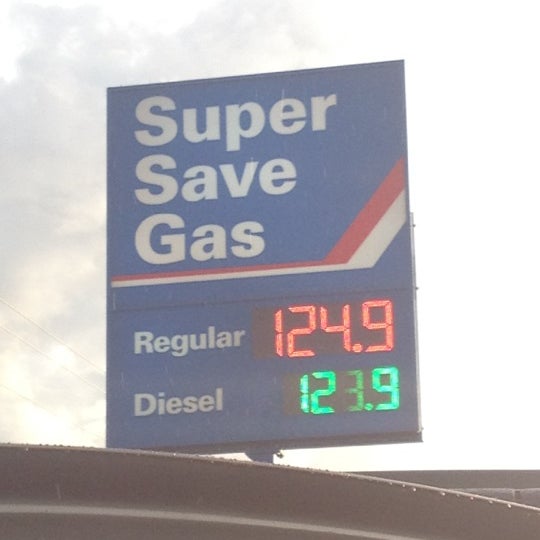 Super
Save
Gas
Regular 124.9
Diesel 123.9